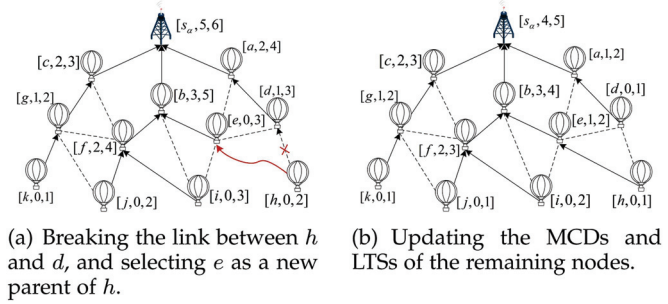 [s_α,5,6]
[c,2,3]
[a,2,4]
[g,1,2]
[b,3,5]
[d,1,3]
[e,0,3]
[f,2,4]
[k,0,1]
[j,0,2]
[i,0,3]
[h,0,2]
(a) Breaking the link between h
and d, and selecting e as a new
parent of h.
[s_α,4,5]
[c,2,3]
[a,1,2]
[g,1,2]
[b,3,4]
[d,0,1]
[e,1,2]
[f,2,3]
[k,0,1]
[j,0,1]
[i,0,2]
[h,0,1]
(b) Updating the MCDs and
LTSs of the remaining nodes.